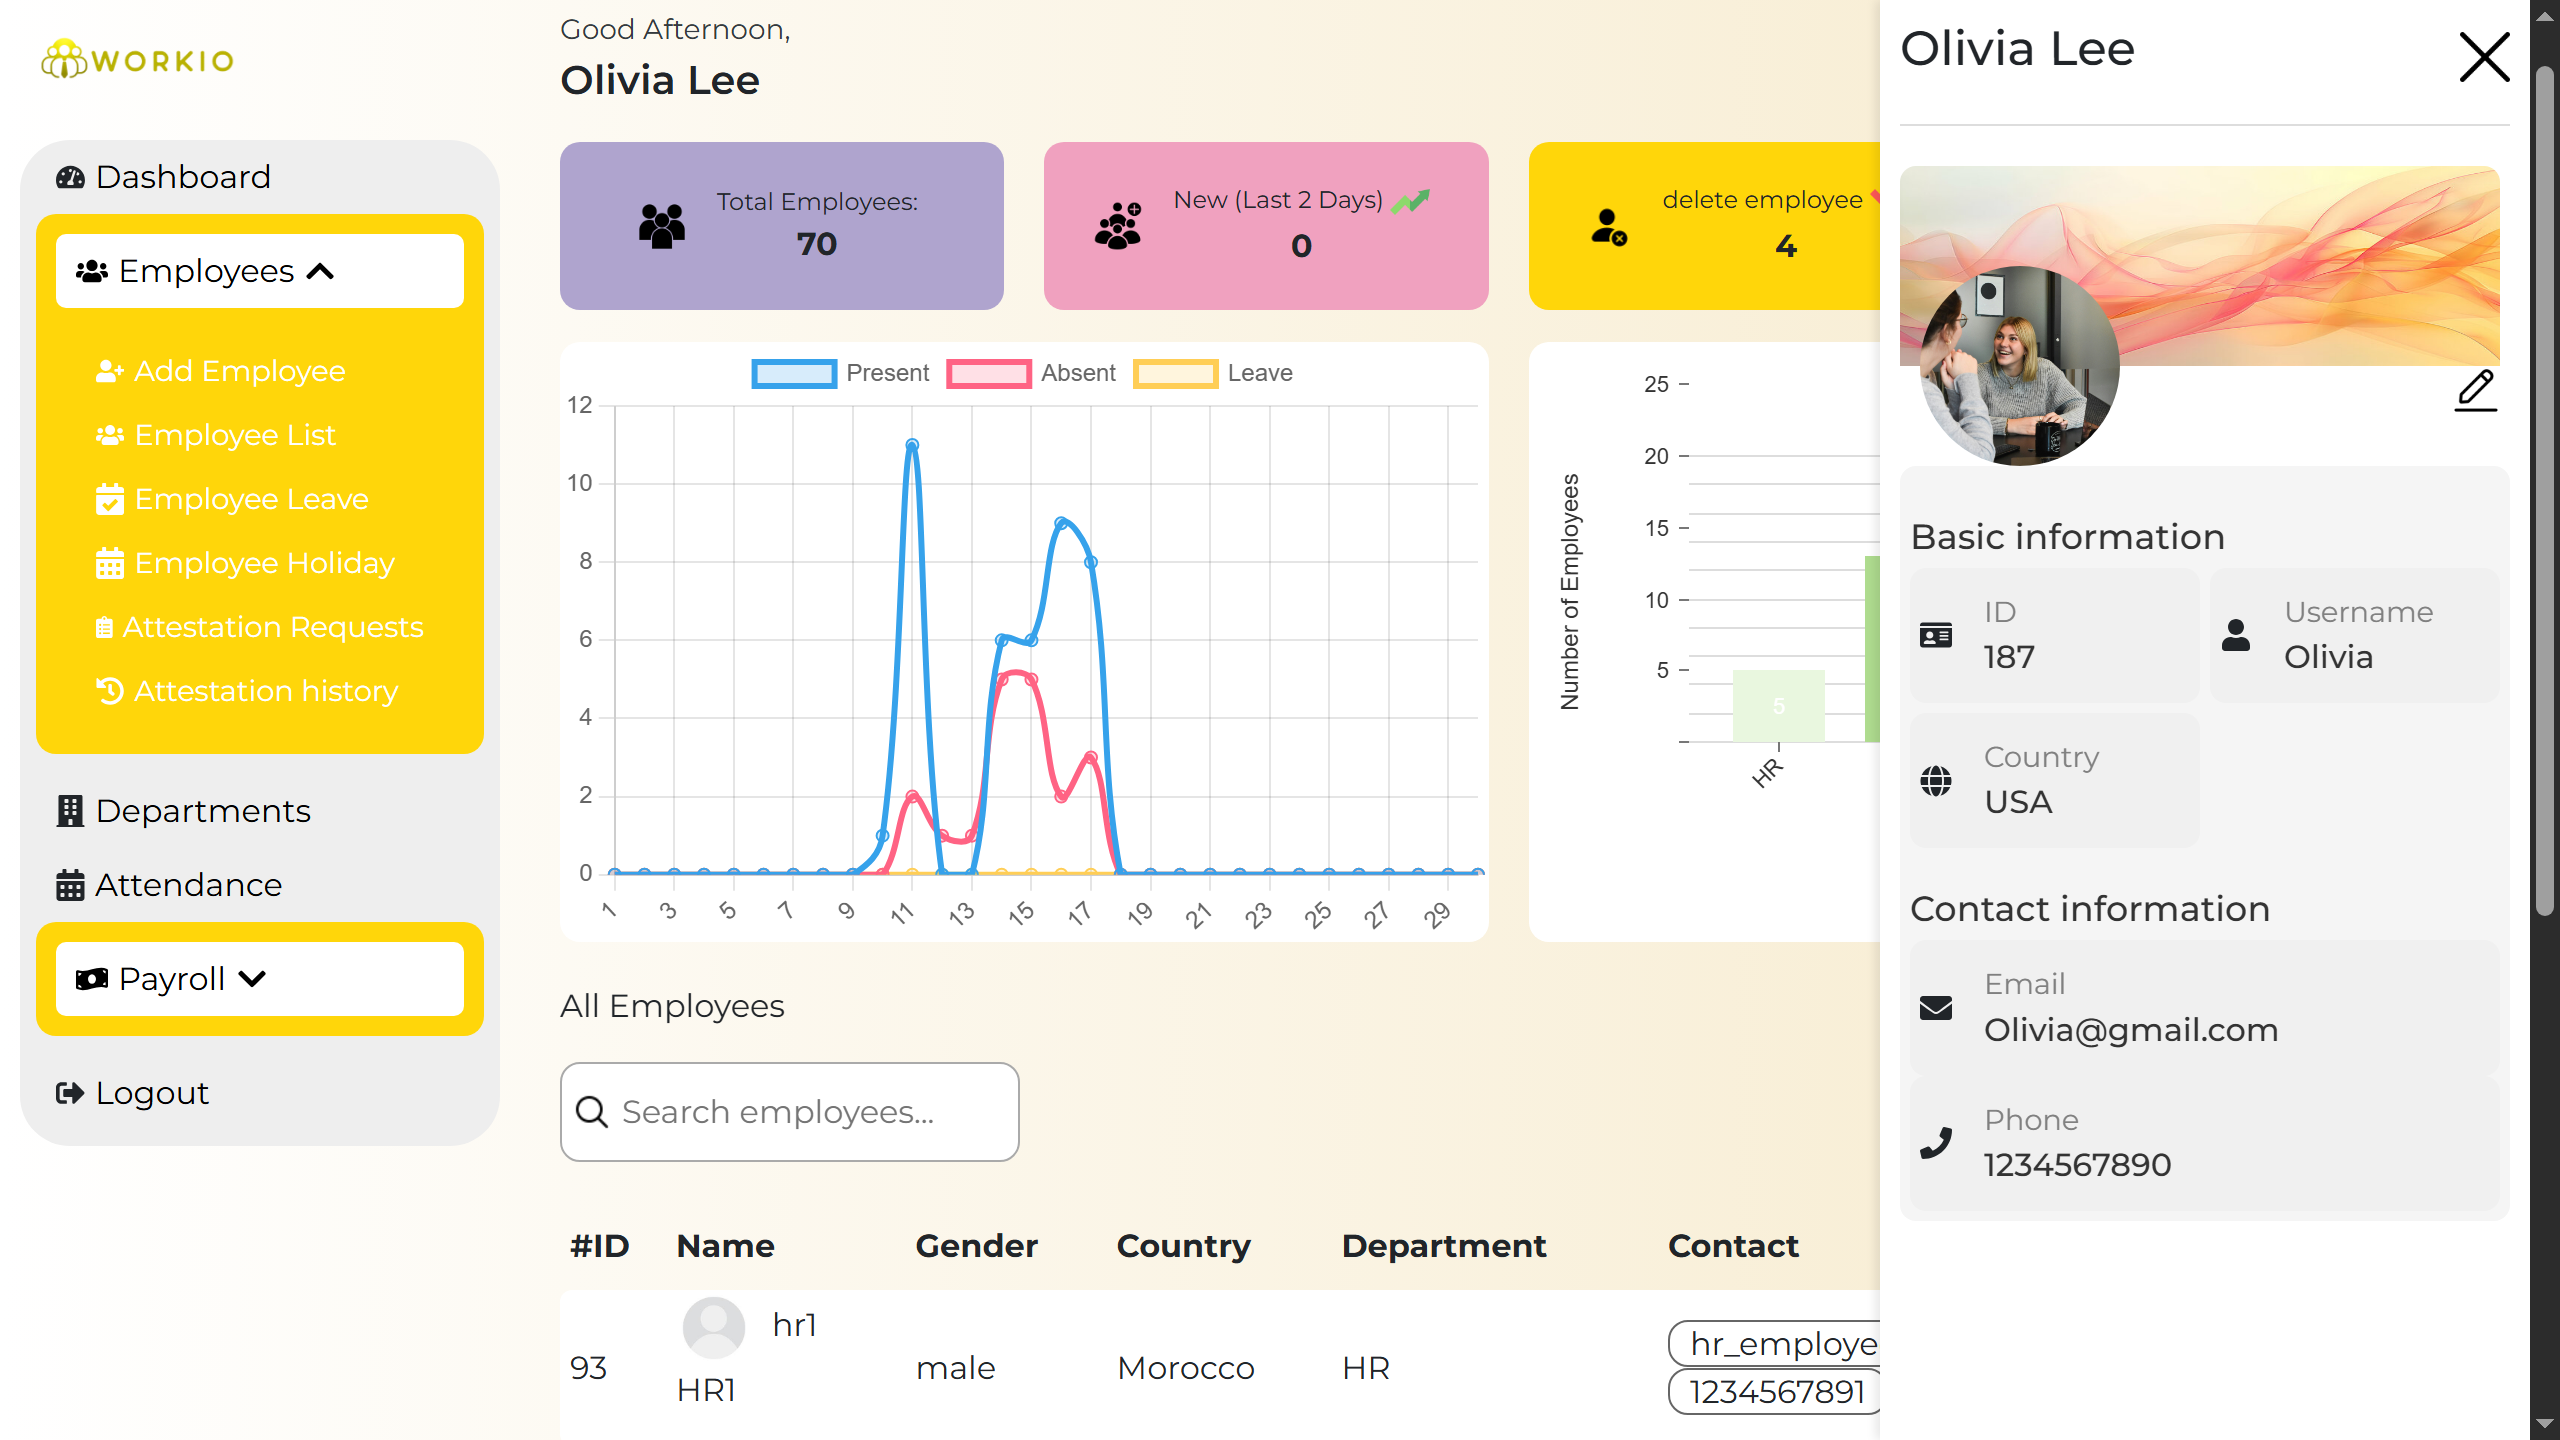 WORKIO
Dashboard
Employees
Add Employee
Employee List
Employee Leave
Employee Holiday
Attestation Requests
Attestation history
Departments
Attendance
Payroll
Logout
Good Afternoon,
Olivia Lee
Total Employees:
70
New (Last 2 Days)
0
delete employee
4
Present Absent Leave
12
10
8
6
4
2
0
1 3 5 7 9 11 13 15 17 19 21 23 25 27 29
Number of Employees
25
20
15
10
5
5
HR
All Employees
Search employees...
#ID Name Gender Country Department Contact
93 hr1 HR1 male Morocco HR hr_employe
1234567891
Olivia Lee
Basic information
ID
187
Username
Olivia
Country
USA
Contact information
Email
Olivia@gmail.com
Phone
1234567890